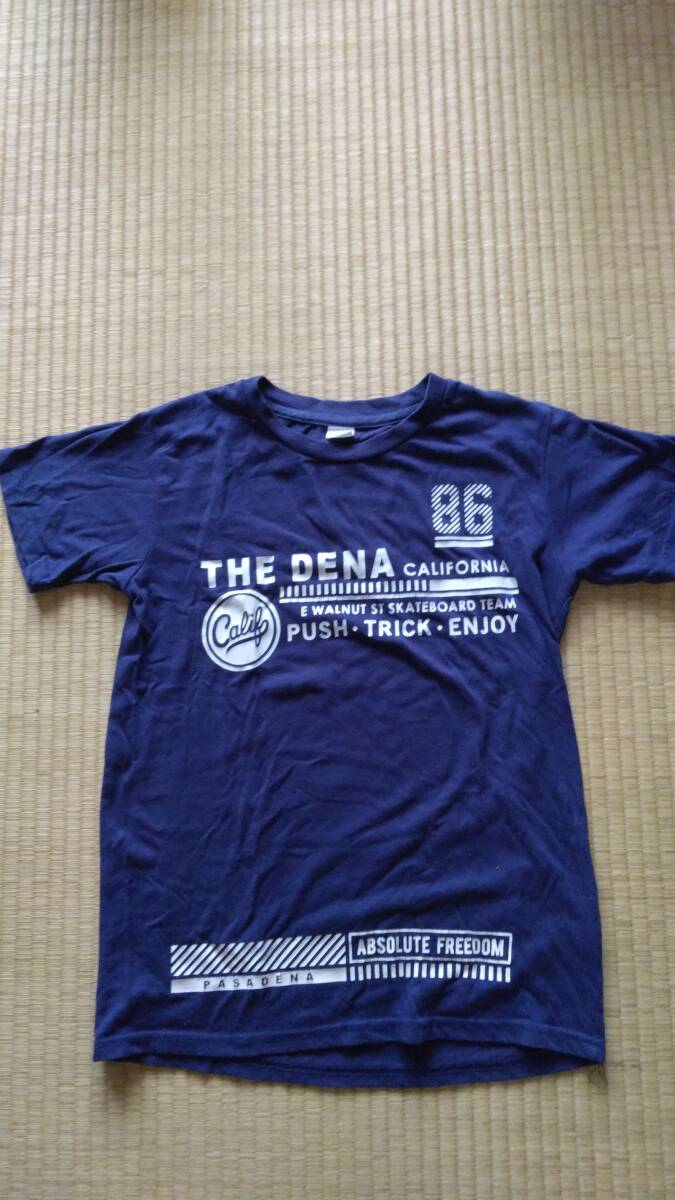 86
THE DENA CALIFORNIA
E WALNUT ST SKATEBOARD TEAM
Calif
PUSH · TRICK · ENJOY
ABSOLUTE FREEDOM
PASADENA